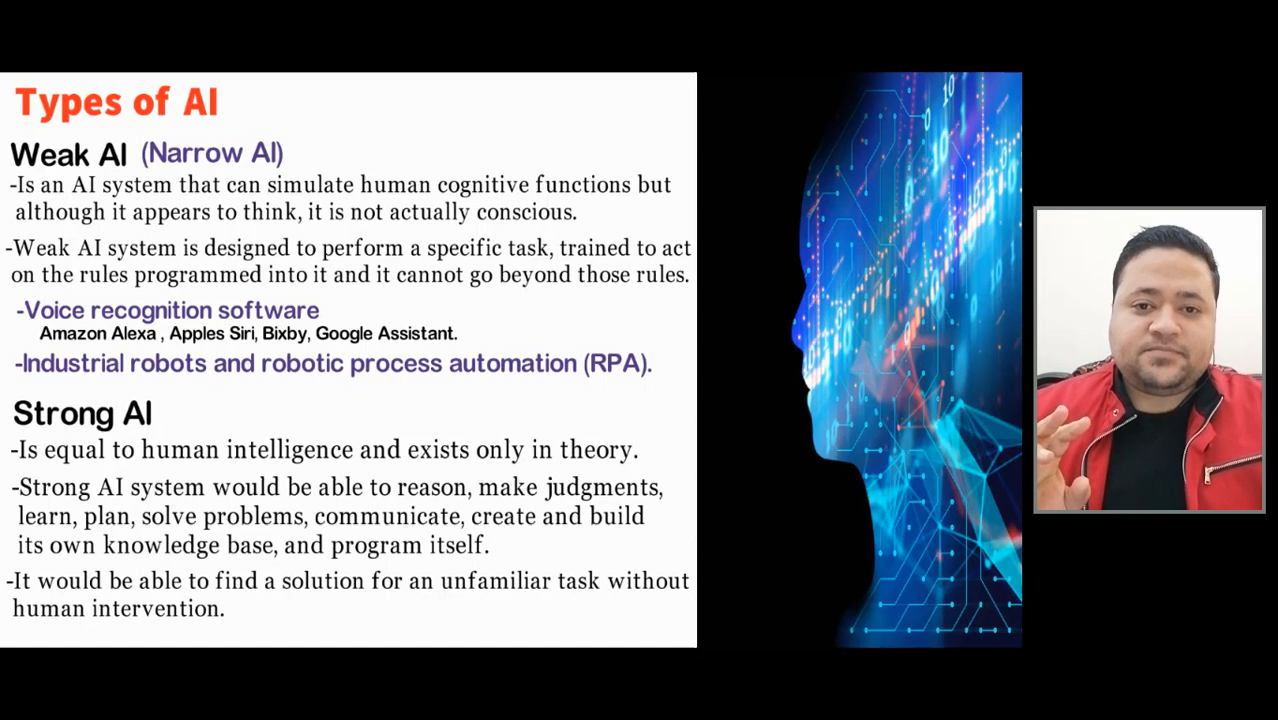 Types of AI
Weak AI (Narrow AI)
-Is an AI system that can simulate human cognitive functions but
although it appears to think, it is not actually conscious.
-Weak AI system is designed to perform a specific task, trained to act
on the rules programmed into it and it cannot go beyond those rules.
-Voice recognition software
Amazon Alexa , Apples Siri, Bixby, Google Assistant.
-Industrial robots and robotic process automation (RPA).
Strong AI
-Is equal to human intelligence and exists only in theory.
-Strong AI system would be able to reason, make judgments,
learn, plan, solve problems, communicate, create and build
its own knowledge base, and program itself.
-It would be able to find a solution for an unfamiliar task without
human intervention.